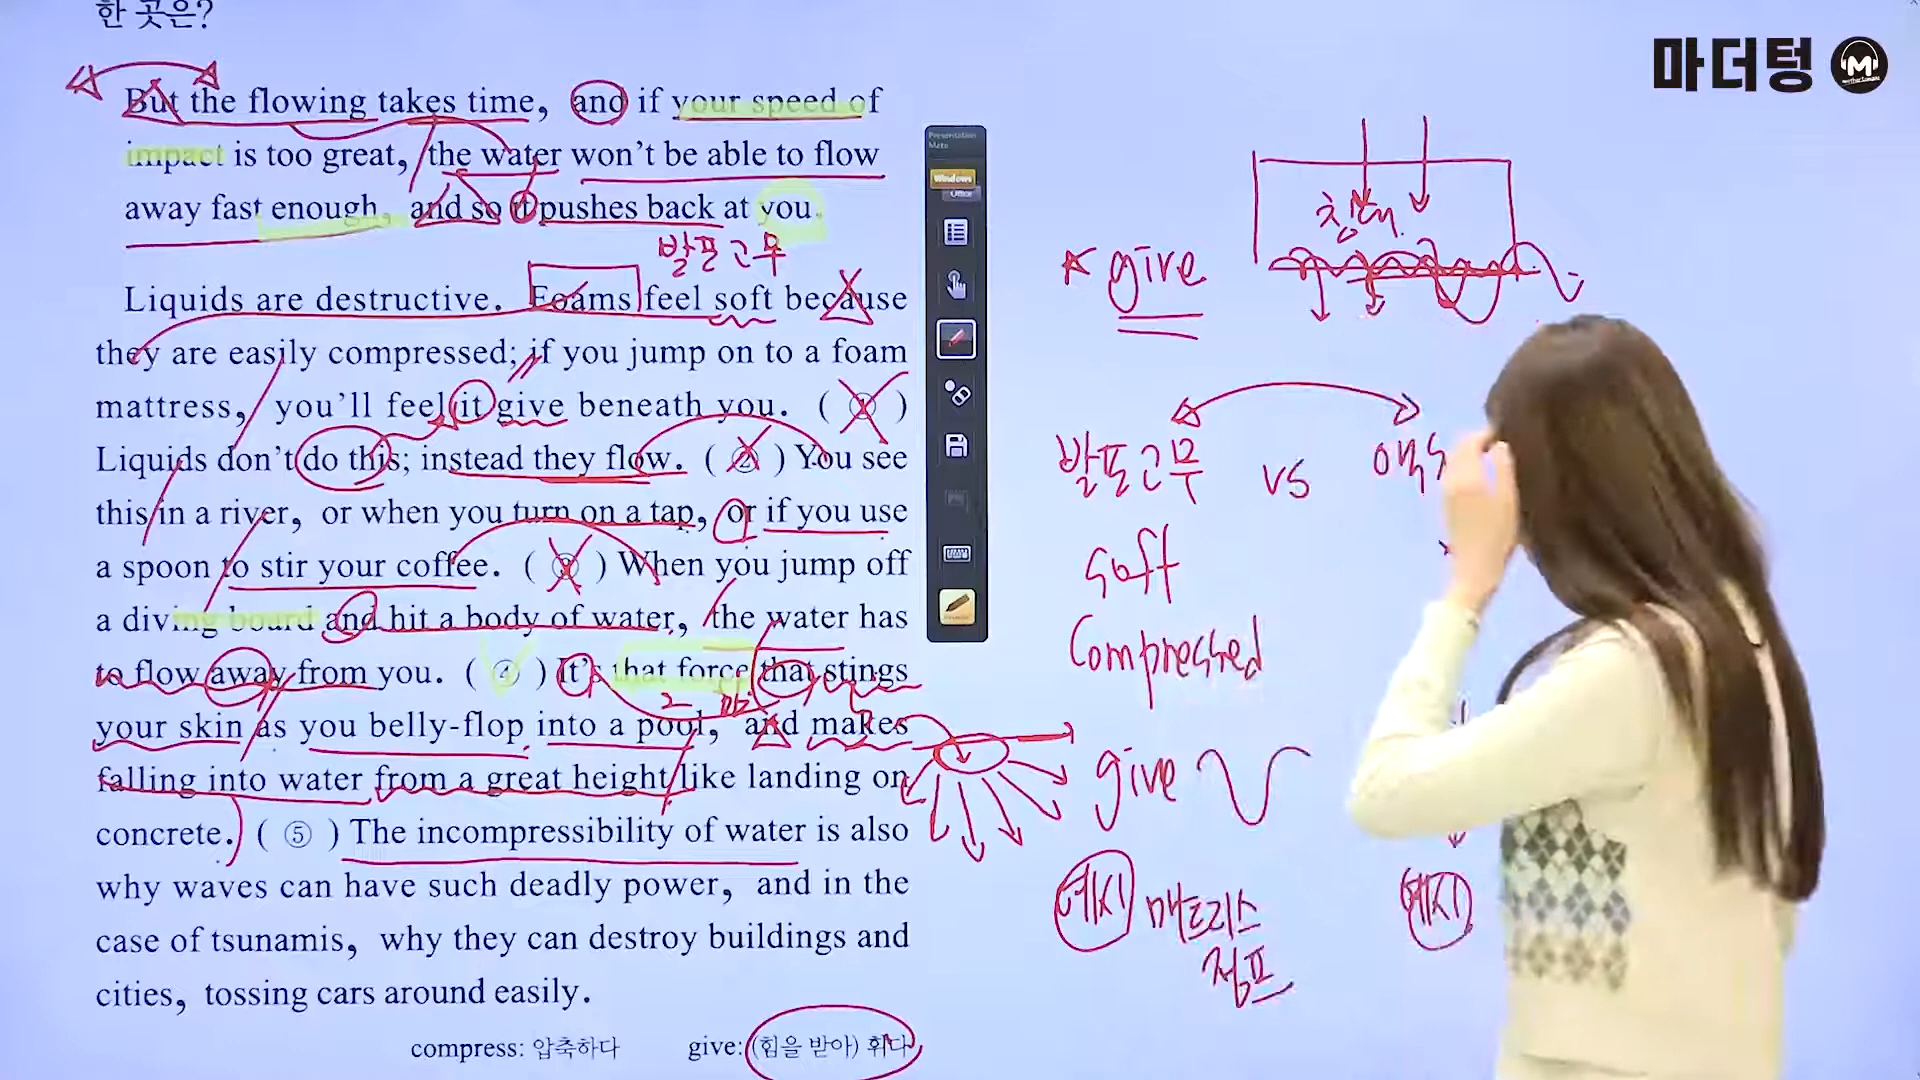 한 곳은?
마더텅
But the flowing takes time, and if your speed of
impact is too great, the water won't be able to flow
away fast enough, and so it pushes back at you.
발포고무
Liquids are destructive. Foams feel soft because
they are easily compressed; if you jump on to a foam
mattress, you'll feel it give beneath you. ( ① )
Liquids don't do this; instead they flow. ( ② ) You see
this in a river, or when you turn on a tap, or if you use
a spoon to stir your coffee. ( ③ ) When you jump off
a diving board and hit a body of water, the water has
to flow away from you. ( ④ ) It's that force that stings
your skin as you belly-flop into a pool, and makes
falling into water from a great height like landing on
concrete. ( ⑤ ) The incompressibility of water is also
why waves can have such deadly power, and in the
case of tsunamis, why they can destroy buildings and
cities, tossing cars around easily.
compress: 압축하다 give: (힘을 받아) 휘다
Presentation
Mate
Windows
Office
침대
give
발포고무 vs
soft
Compressed
give
예시 매트리스
점프
예시